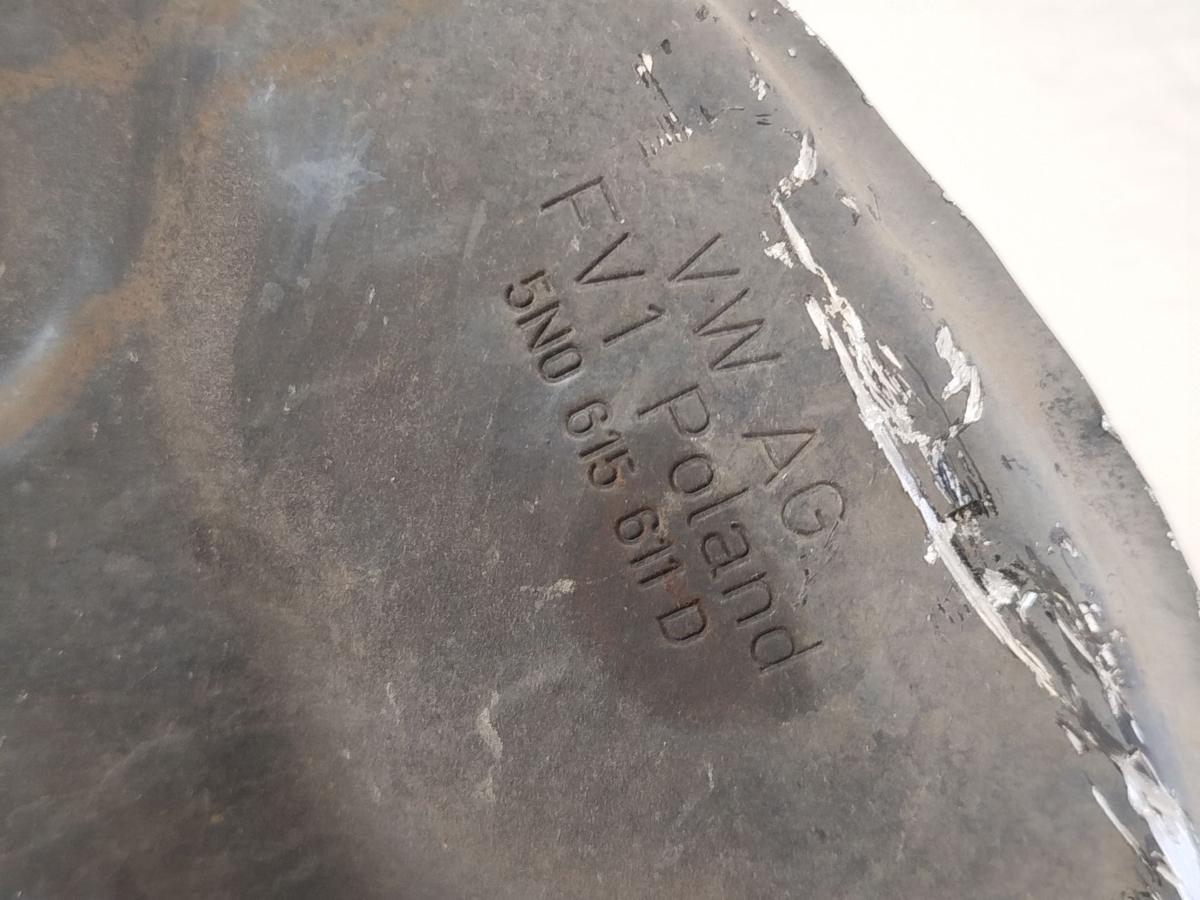 VW AG
FV1 Poland
5N0 615 611 D